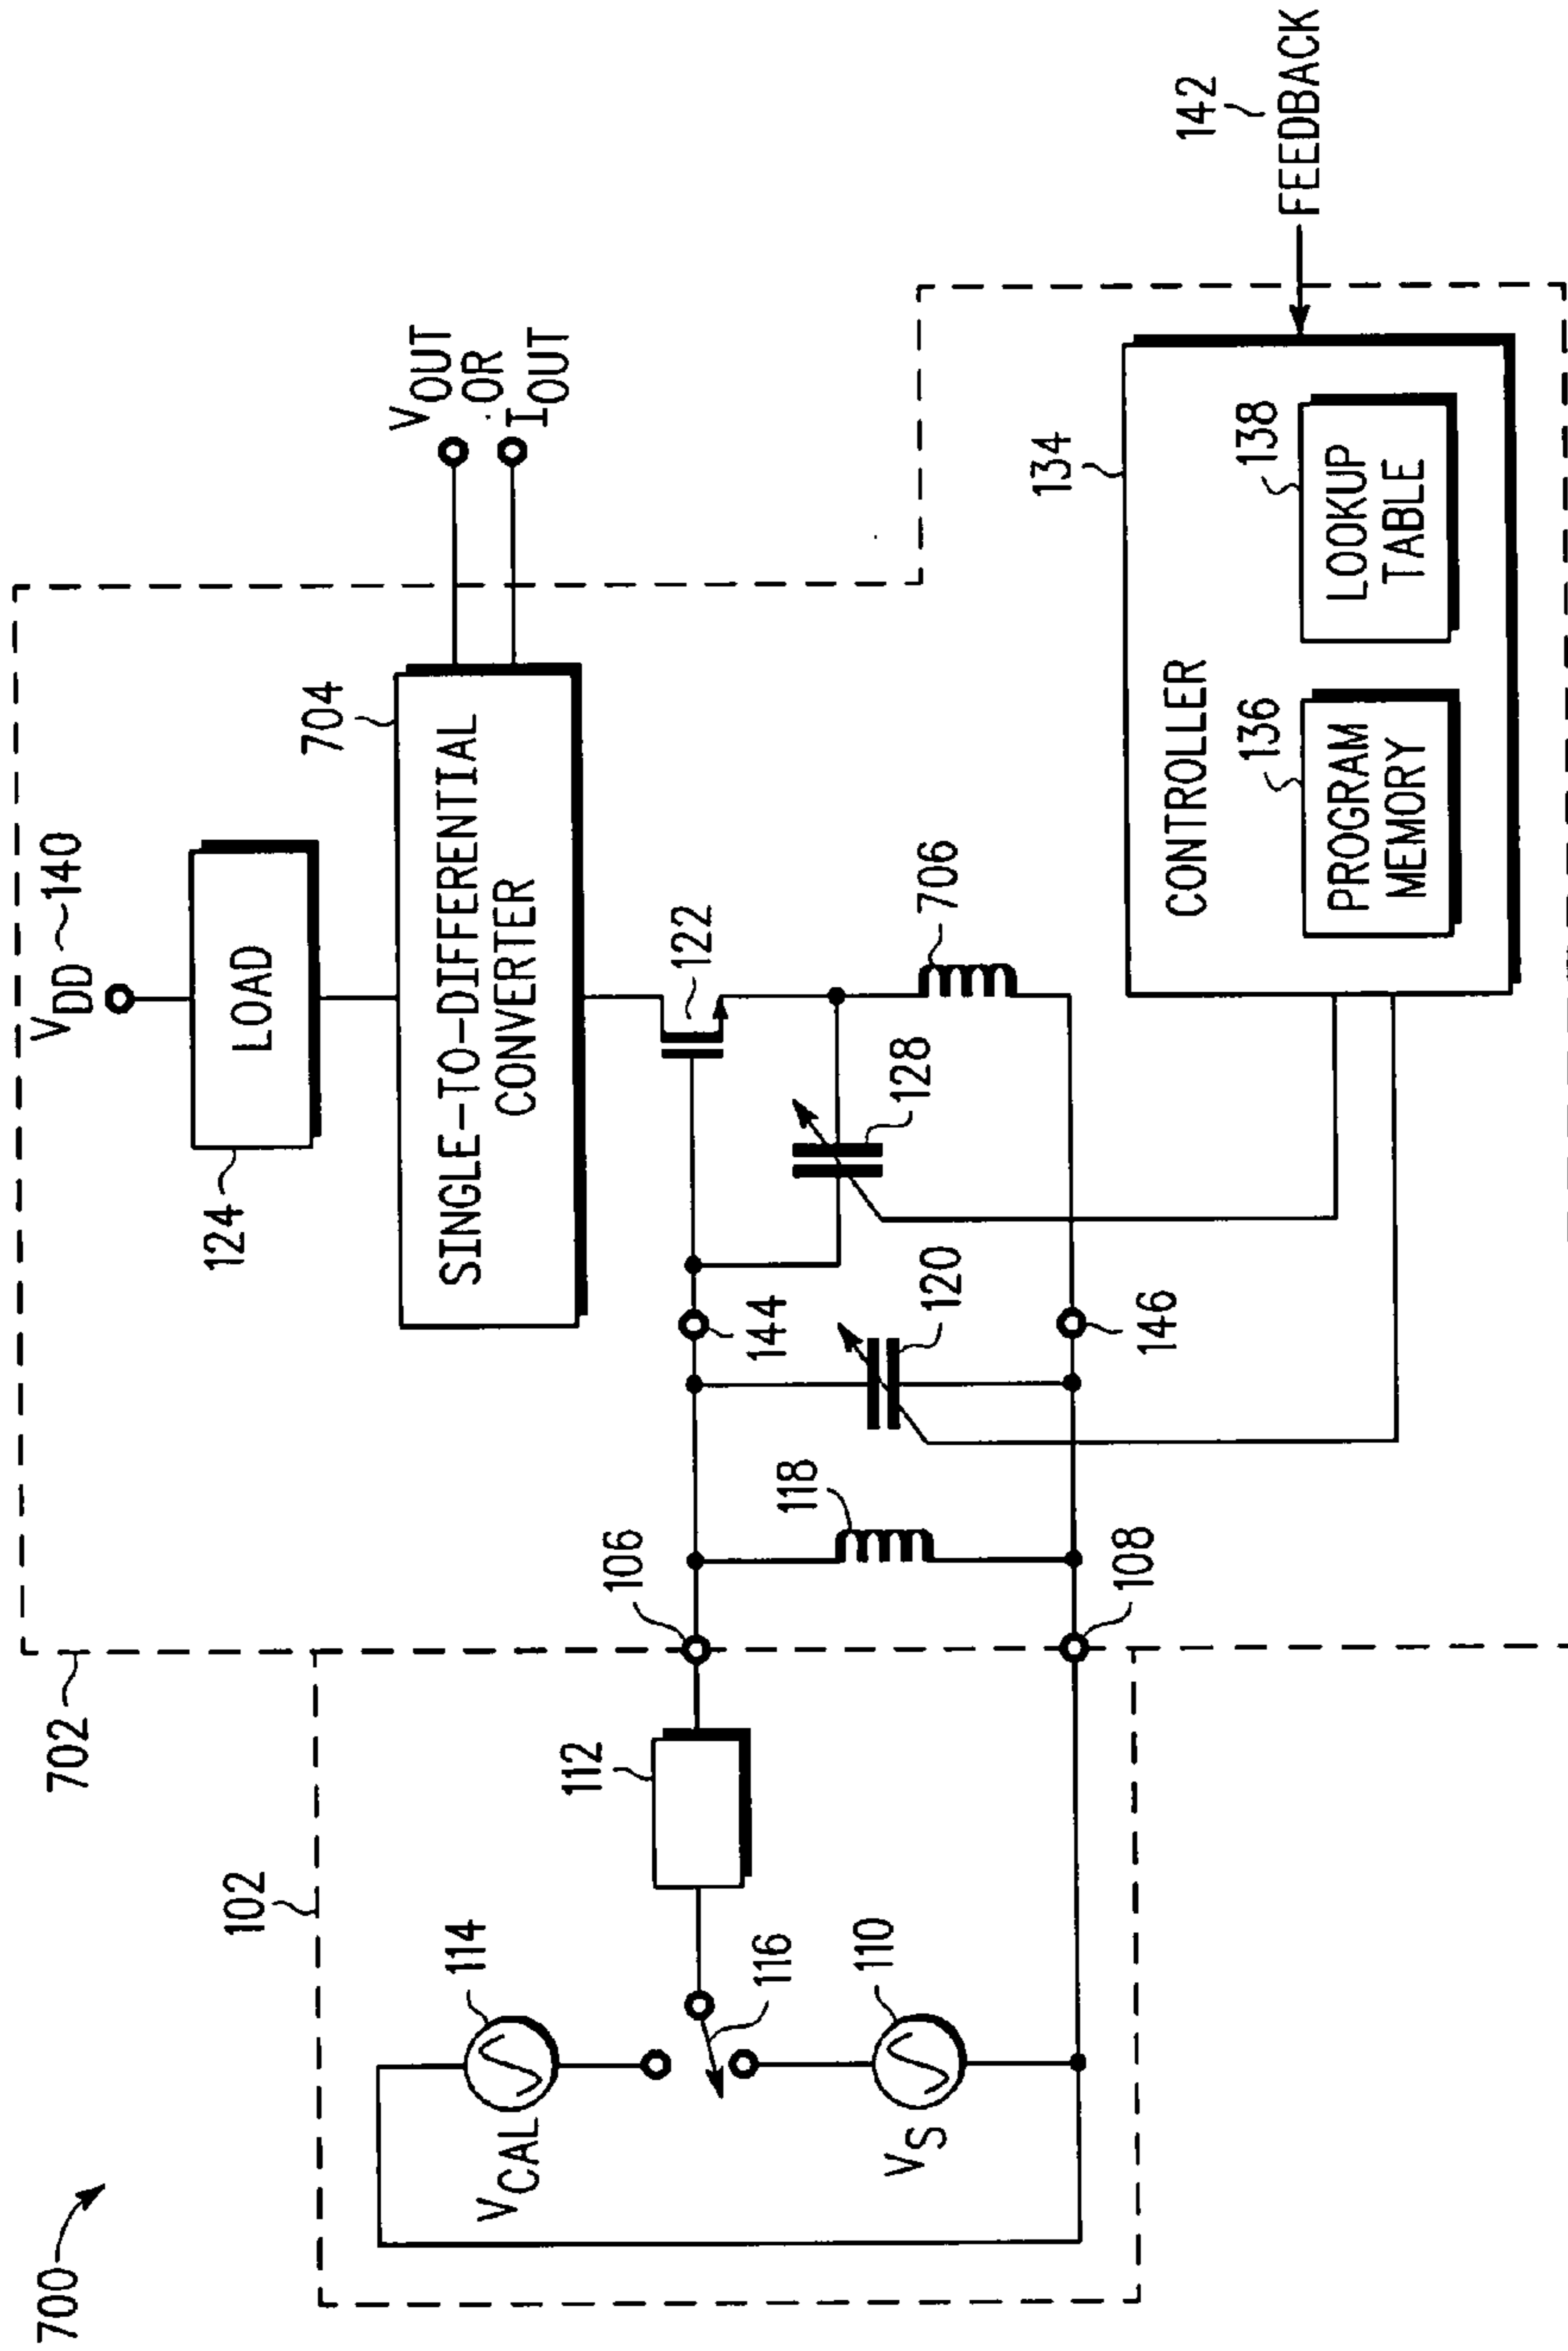 700
702
V_DD ~140
LOAD
124
704
SINGLE-TO-DIFFERENTIAL
CONVERTER
V_OUT
OR
I_OUT
102
114
V_CAL
116
112
106
118
144
122
128
120
706
110
V_S
108
146
134
CONTROLLER
136
PROGRAM
MEMORY
138
LOOKUP
TABLE
142
FEEDBACK